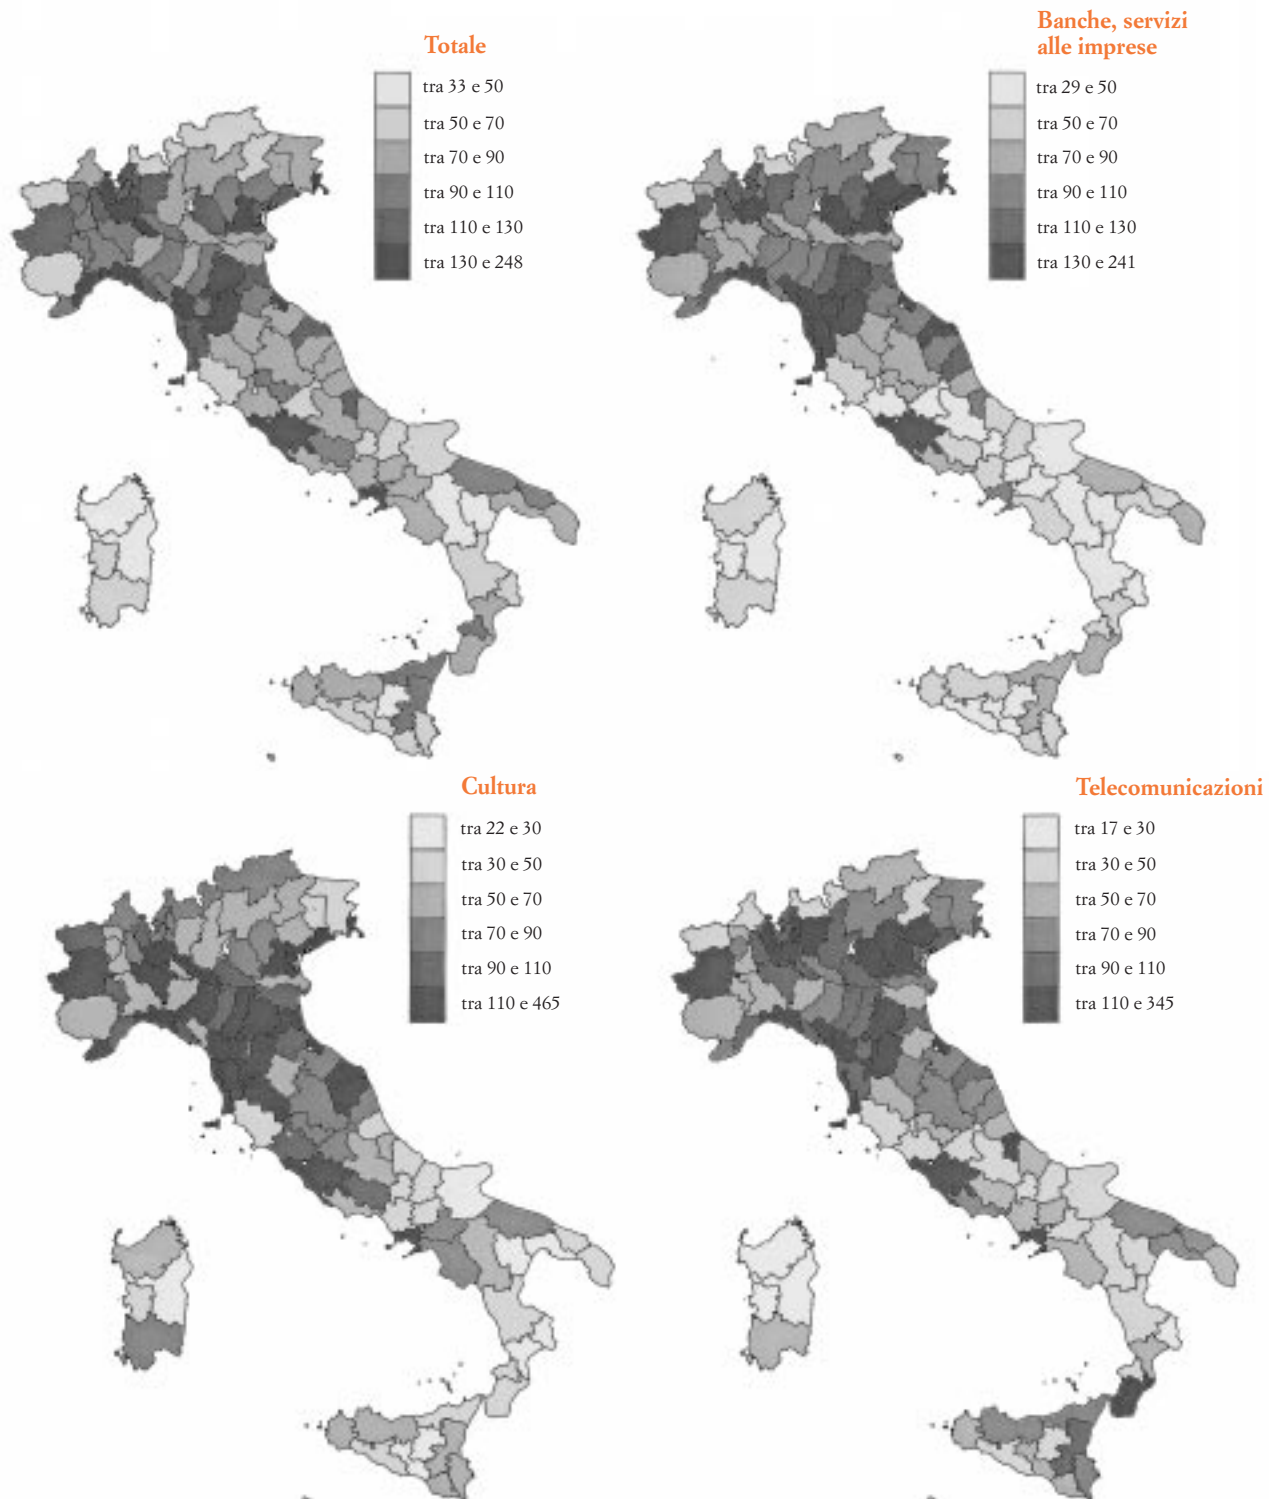 Totale
tra 33 e 50
tra 50 e 70
tra 70 e 90
tra 90 e 110
tra 110 e 130
tra 130 e 248
Banche, servizi
alle imprese
tra 29 e 50
tra 50 e 70
tra 70 e 90
tra 90 e 110
tra 110 e 130
tra 130 e 241
Cultura
tra 22 e 30
tra 30 e 50
tra 50 e 70
tra 70 e 90
tra 90 e 110
tra 110 e 465
Telecomunicazioni
tra 17 e 30
tra 30 e 50
tra 50 e 70
tra 70 e 90
tra 90 e 110
tra 110 e 345